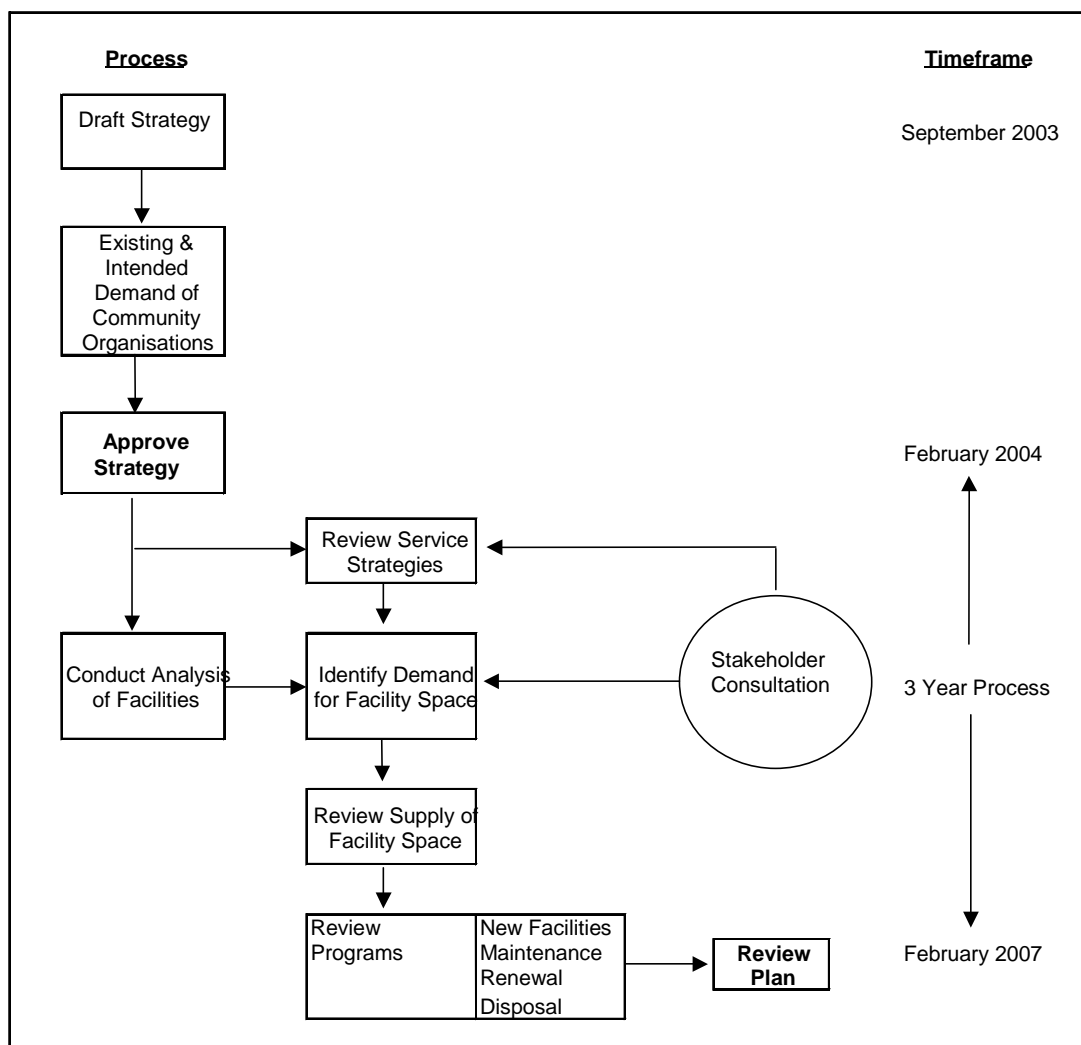 Process
Timeframe
Draft Strategy
September 2003
Existing &
Intended
Demand of
Community
Organisations
Approve
Strategy
February 2004
Review Service
Strategies
Conduct Analysis
of Facilities
Identify Demand
for Facility Space
Stakeholder
Consultation
3 Year Process
Review Supply of
Facility Space
Review
Programs
New Facilities
Maintenance
Renewal
Disposal
Review
Plan
February 2007